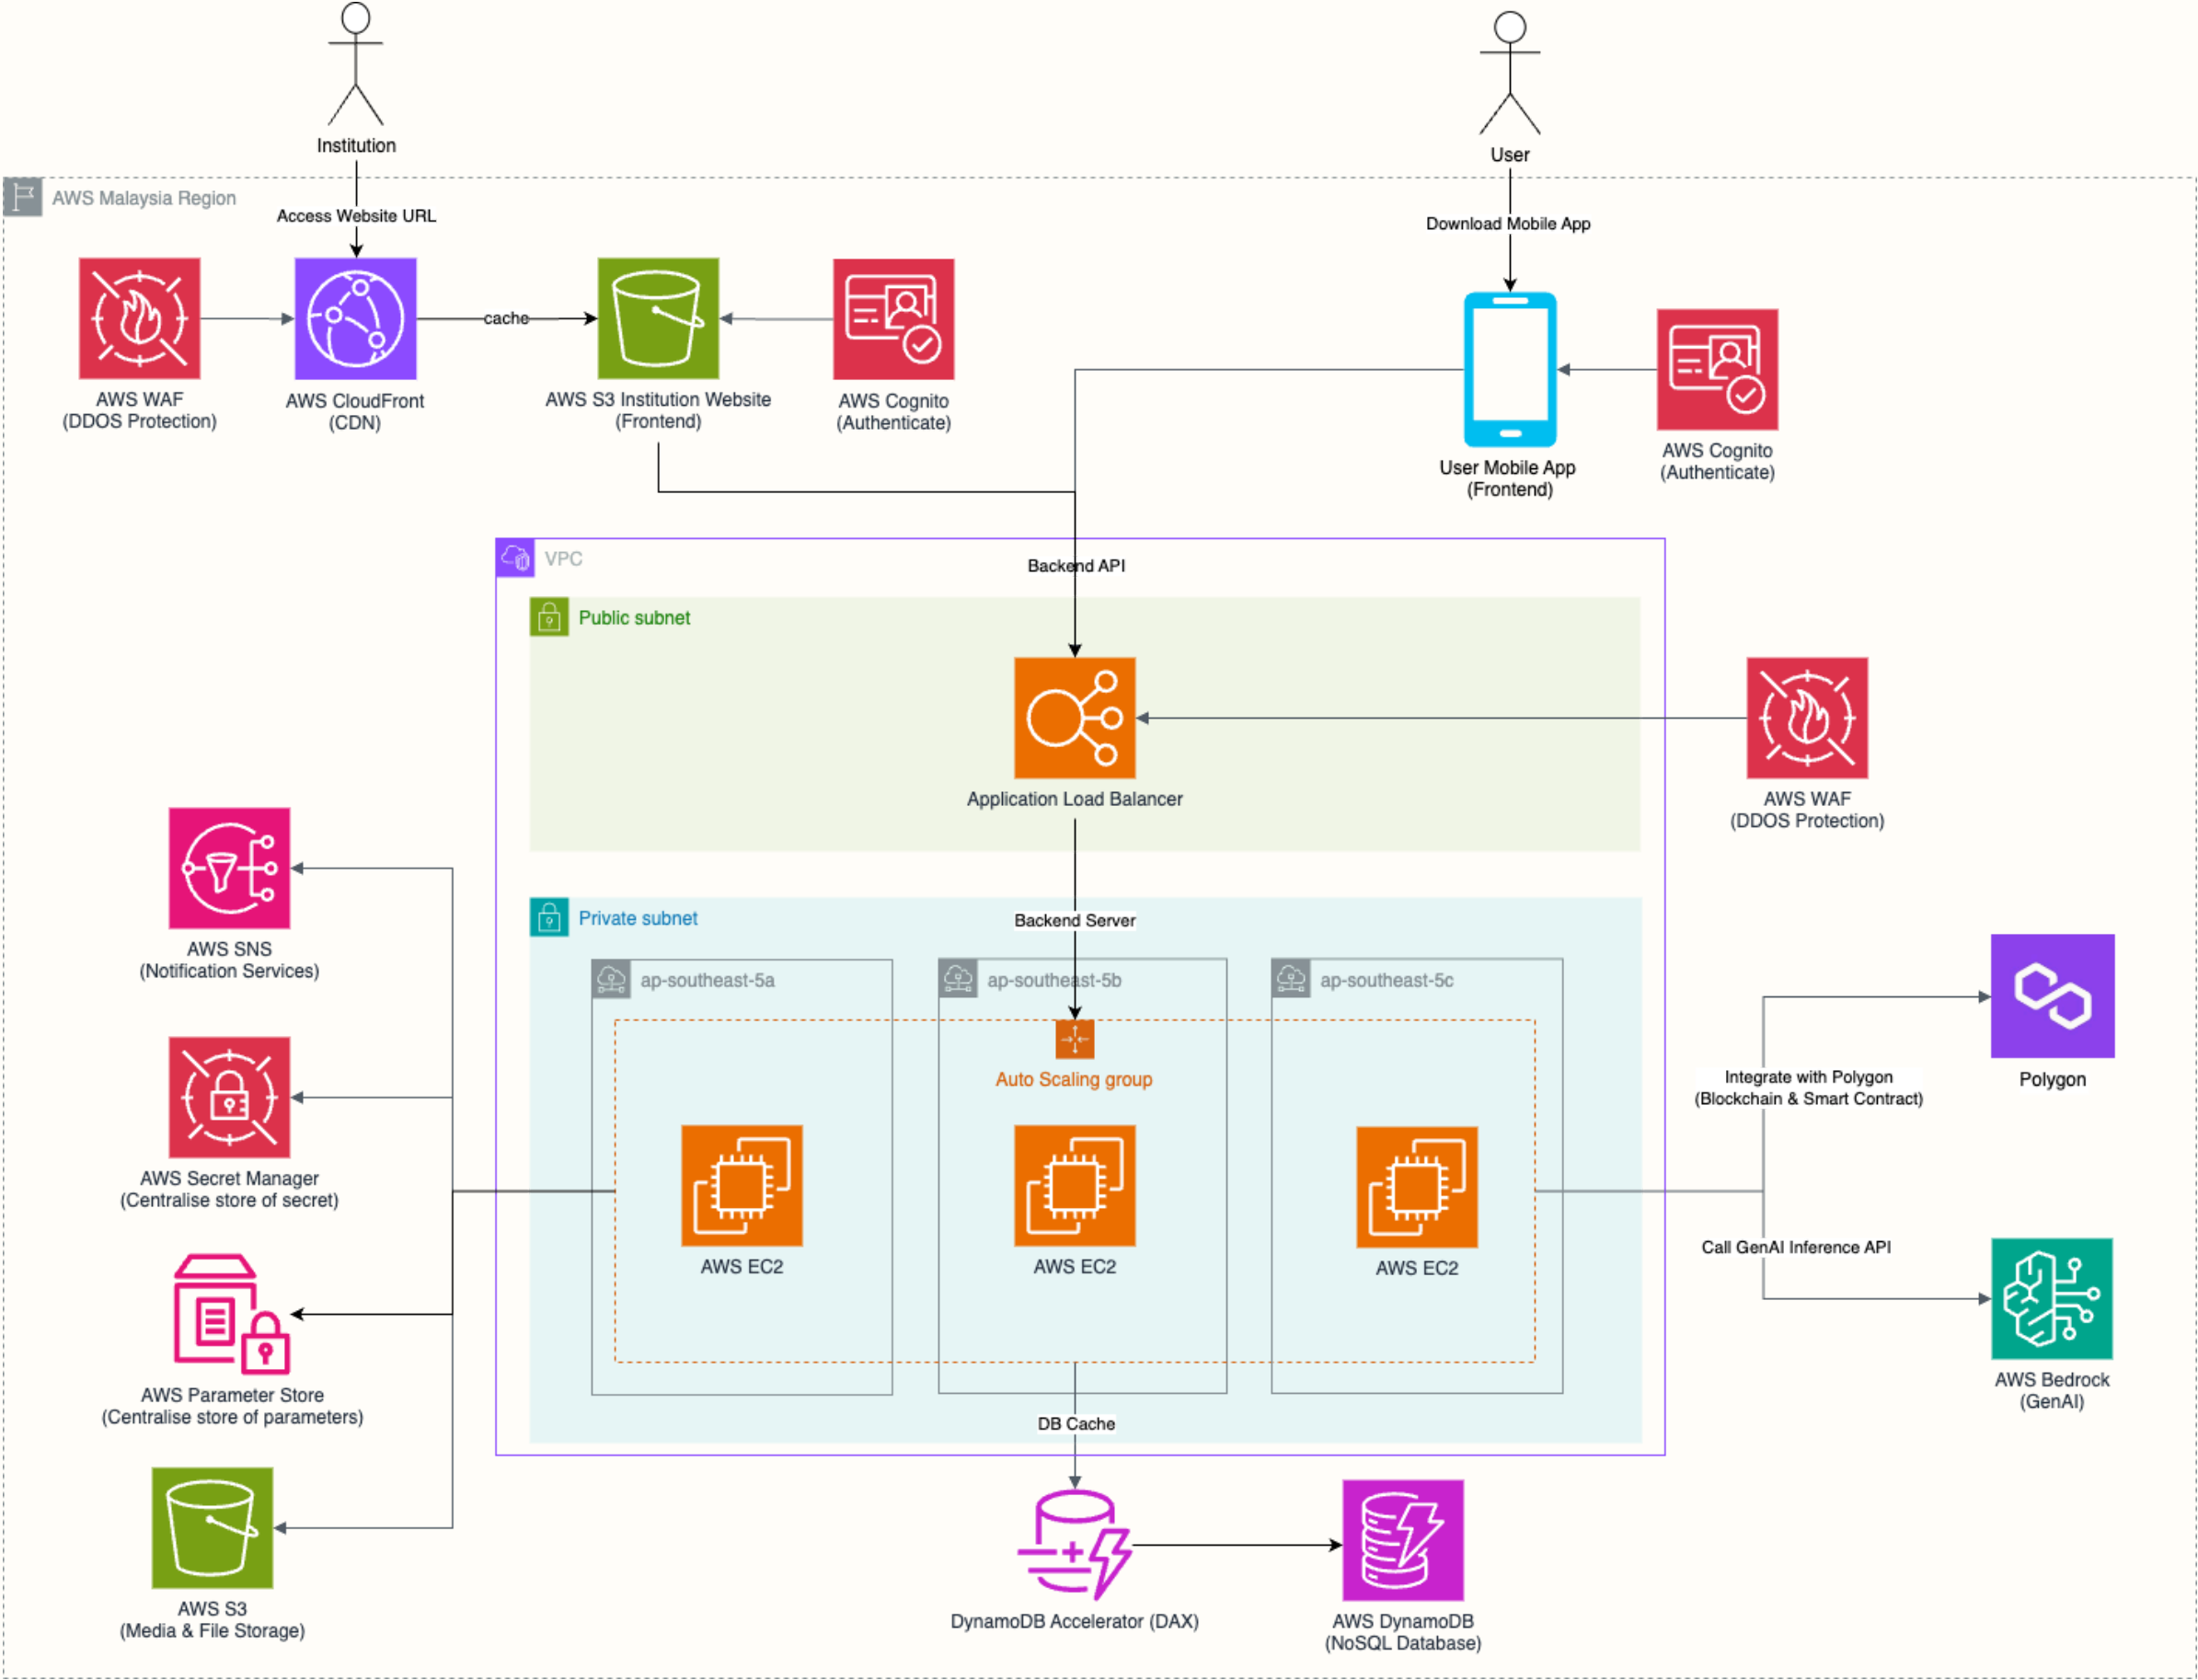 Institution
User
AWS Malaysia Region
Access Website URL
Download Mobile App
cache
AWS WAF
(DDOS Protection)
AWS CloudFront
(CDN)
AWS S3 Institution Website
(Frontend)
AWS Cognito
(Authenticate)
User Mobile App
(Frontend)
AWS Cognito
(Authenticate)
VPC
Backend API
Public subnet
Application Load Balancer
AWS WAF
(DDOS Protection)
Private subnet
Backend Server
AWS SNS
(Notification Services)
ap-southeast-5a
ap-southeast-5b
ap-southeast-5c
Auto Scaling group
Integrate with Polygon
(Blockchain & Smart Contract)
Polygon
AWS Secret Manager
(Centralise store of secret)
AWS EC2
AWS EC2
AWS EC2
Call GenAI Inference API
AWS Parameter Store
(Centralise store of parameters)
AWS Bedrock
(GenAI)
DB Cache
AWS S3
(Media & File Storage)
DynamoDB Accelerator (DAX)
AWS DynamoDB
(NoSQL Database)